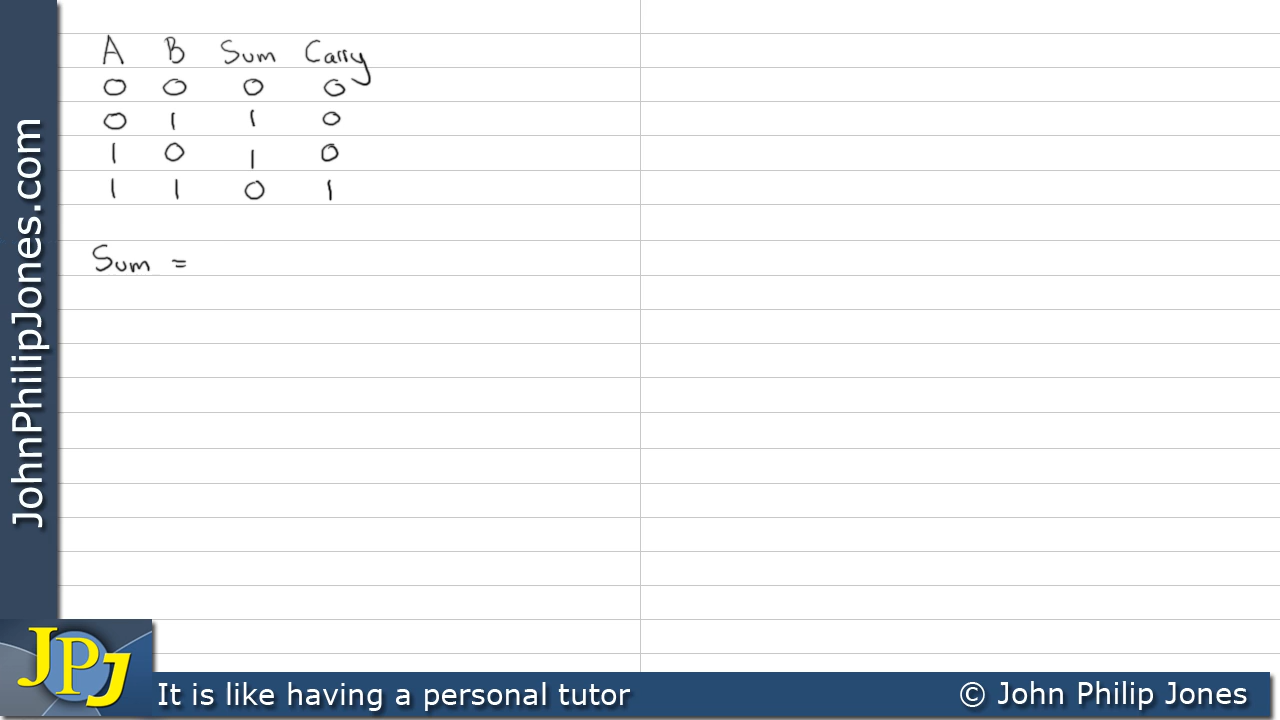 A B Sum Carry
0 0 0 0
0 1 1 0
1 0 1 0
1 1 0 1
Sum =
JohnPhilipJones.com
JPJ
It is like having a personal tutor
© John Philip Jones